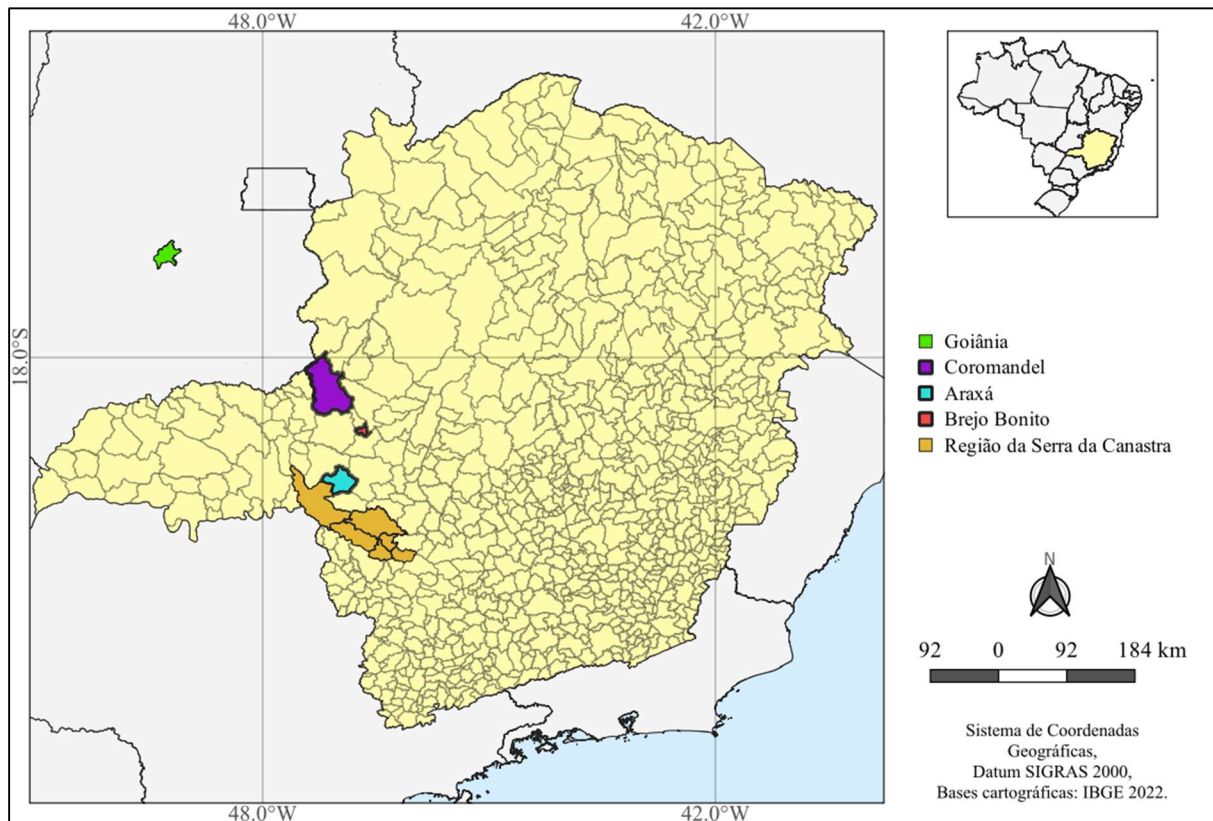 48.0°W
42.0°W
18.0°S
Goiânia
Coromandel
Araxá
Brejo Bonito
Região da Serra da Canastra
N
92 0 92 184 km
Sistema de Coordenadas
Geográficas,
Datum SIGRAS 2000,
Bases cartográficas: IBGE 2022.
48.0°W
42.0°W